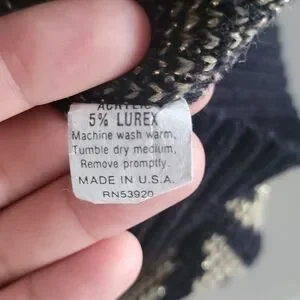 ACRYLIC
5% LUREX
Machine wash warm,
Tumble dry medium,
Remove promptly.
MADE IN U.S.A.
RN53920